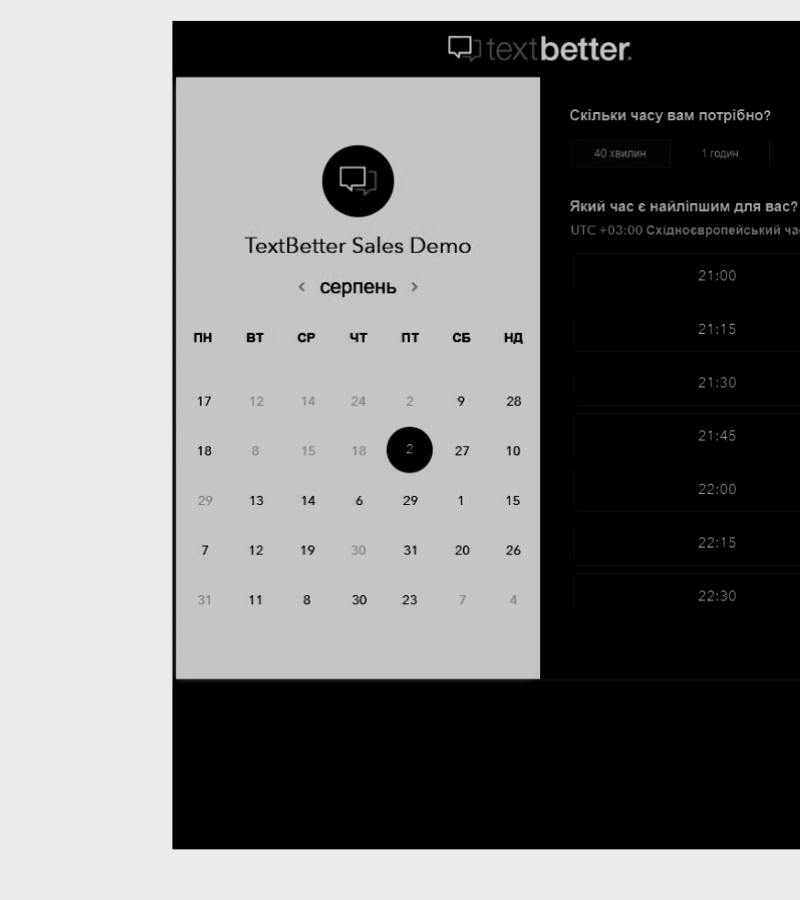 textbetter.
TextBetter Sales Demo
‹ серпень ›
ПН ВТ СР ЧТ ПТ СБ НД
17 12 14 24 2 9 28
18 8 15 18 2 27 10
29 13 14 6 29 1 15
7 12 19 30 31 20 26
31 11 8 30 23 7 4
Скільки часу вам потрібно?
40 хвилин 1 годин
Який час є найліпшим для вас?
UTC +03:00 Східноєвропейський ча
21:00
21:15
21:30
21:45
22:00
22:15
22:30